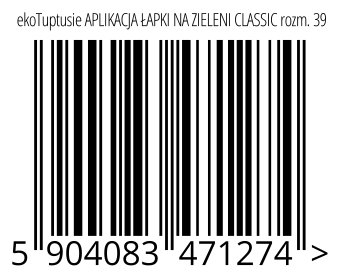 ekoTuptusie APLIKACJA ŁAPKI NA ZIELENI CLASSIC rozm. 39
5 904083 471274 >